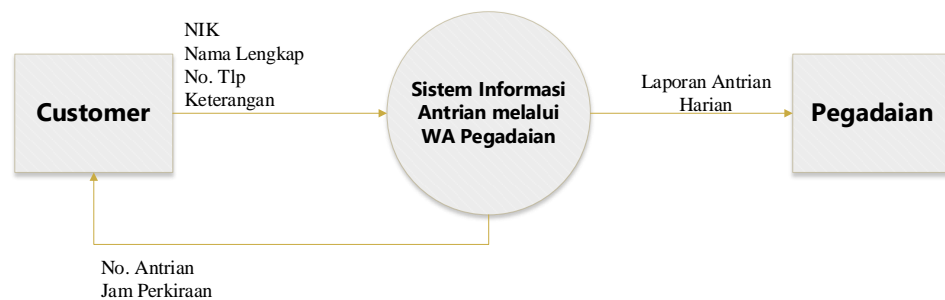 NIK
Nama Lengkap
No. Tlp
Keterangan
Customer
Sistem Informasi
Antrian melalui
WA Pegadaian
Laporan Antrian
Harian
Pegadaian
No. Antrian
Jam Perkiraan